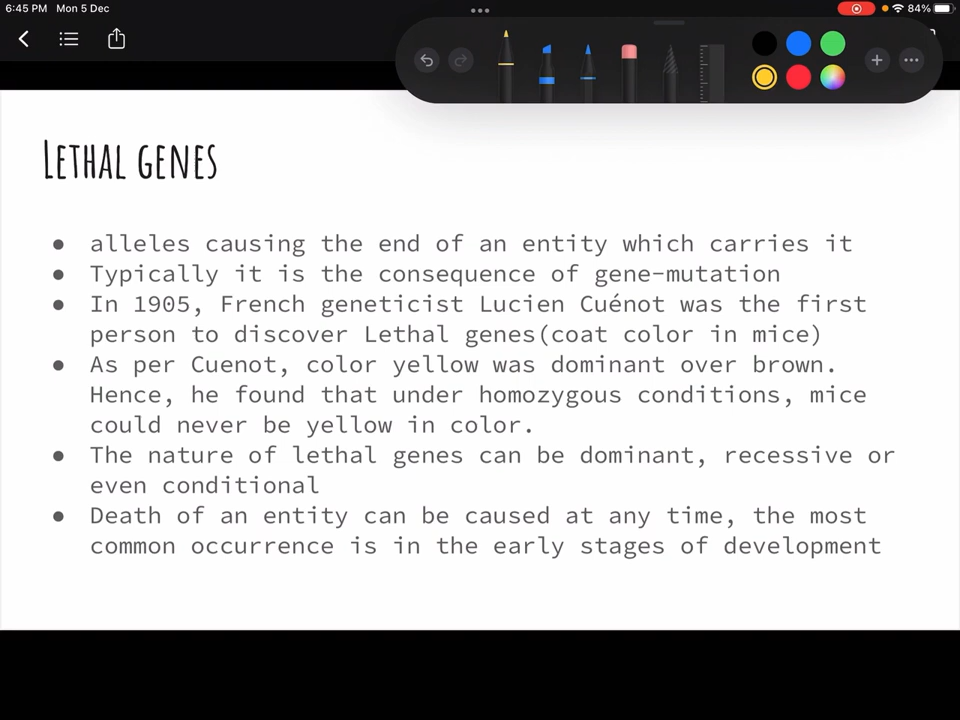 6:45 PM Mon 5 Dec
84%
Lethal genes
● alleles causing the end of an entity which carries it
● Typically it is the consequence of gene-mutation
● In 1905, French geneticist Lucien Cuénot was the first
person to discover Lethal genes(coat color in mice)
● As per Cuenot, color yellow was dominant over brown.
Hence, he found that under homozygous conditions, mice
could never be yellow in color.
● The nature of lethal genes can be dominant, recessive or
even conditional
● Death of an entity can be caused at any time, the most
common occurrence is in the early stages of development